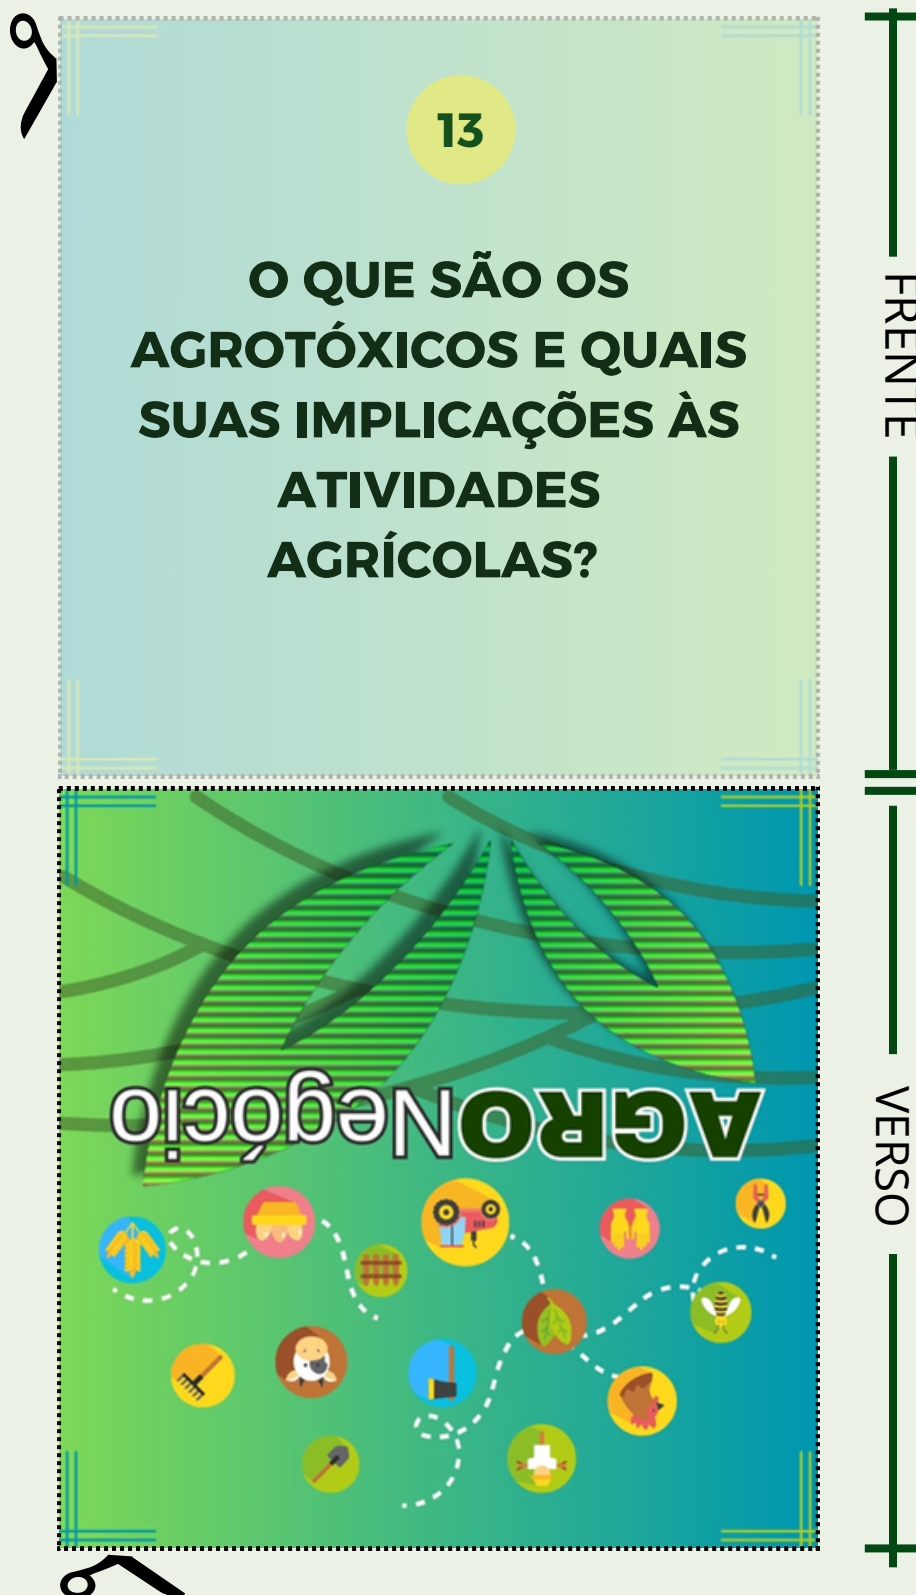 13
O QUE SÃO OS
AGROTÓXICOS E QUAIS
SUAS IMPLICAÇÕES ÀS
ATIVIDADES
AGRÍCOLAS?
FRENTE
AGRONegócio
VERSO